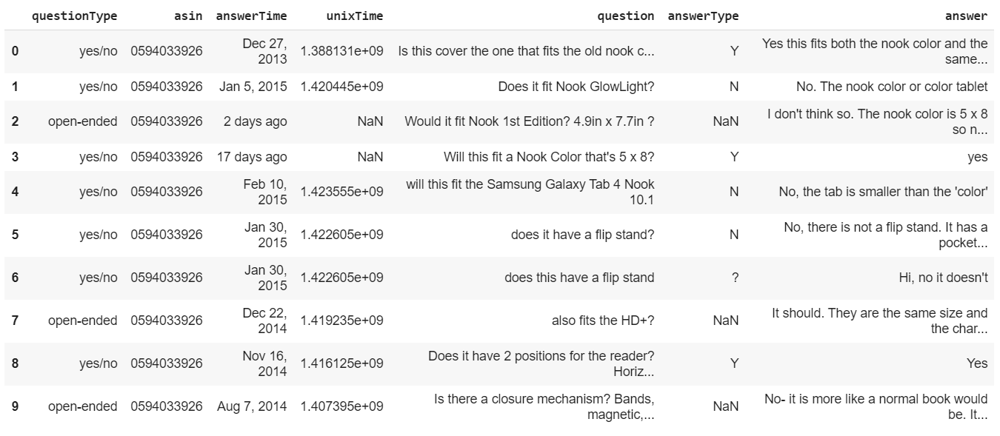 questionType asin answerTime unixTime question answerType answer
0 yes/no 0594033926 Dec 27, 2013 1.388131e+09 Is this cover the one that fits the old nook c... Y Yes this fits both the nook color and the same...
1 yes/no 0594033926 Jan 5, 2015 1.420445e+09 Does it fit Nook GlowLight? N No. The nook color or color tablet
2 open-ended 0594033926 2 days ago NaN Would it fit Nook 1st Edition? 4.9in x 7.7in ? NaN I don't think so. The nook color is 5 x 8 so n...
3 yes/no 0594033926 17 days ago NaN Will this fit a Nook Color that's 5 x 8? Y yes
4 yes/no 0594033926 Feb 10, 2015 1.423555e+09 will this fit the Samsung Galaxy Tab 4 Nook 10.1 N No, the tab is smaller than the 'color'
5 yes/no 0594033926 Jan 30, 2015 1.422605e+09 does it have a flip stand? N No, there is not a flip stand. It has a pocket...
6 yes/no 0594033926 Jan 30, 2015 1.422605e+09 does this have a flip stand ? Hi, no it doesn't
7 open-ended 0594033926 Dec 22, 2014 1.419235e+09 also fits the HD+? NaN It should. They are the same size and the char...
8 yes/no 0594033926 Nov 16, 2014 1.416125e+09 Does it have 2 positions for the reader? Horiz... Y Yes
9 open-ended 0594033926 Aug 7, 2014 1.407395e+09 Is there a closure mechanism? Bands, magnetic,... NaN No- it is more like a normal book would be. It...